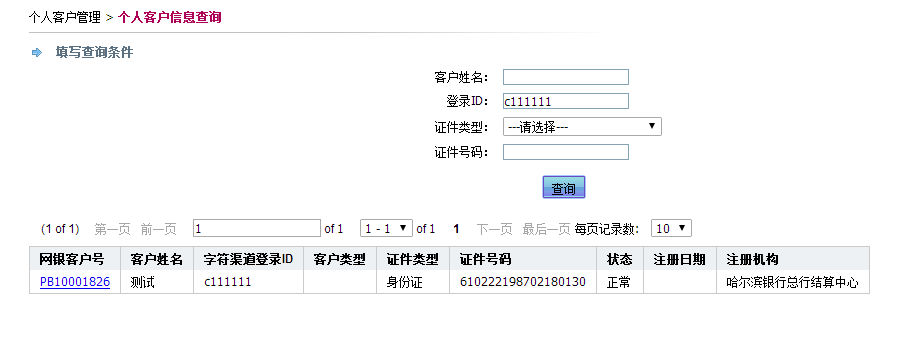 个人客户管理 > 个人客户信息查询
填写查询条件
客户姓名：
登录ID： c111111
证件类型： ---请选择---
证件号码：
查询
(1 of 1) 第一页 前一页 1 of 1 1 - 1 of 1 1 下一页 最后一页 每页记录数： 10
网银客户号 客户姓名 字符渠道登录ID 客户类型 证件类型 证件号码 状态 注册日期 注册机构
PB10001826 测试 c111111 身份证 610222198702180130 正常 哈尔滨银行总行结算中心